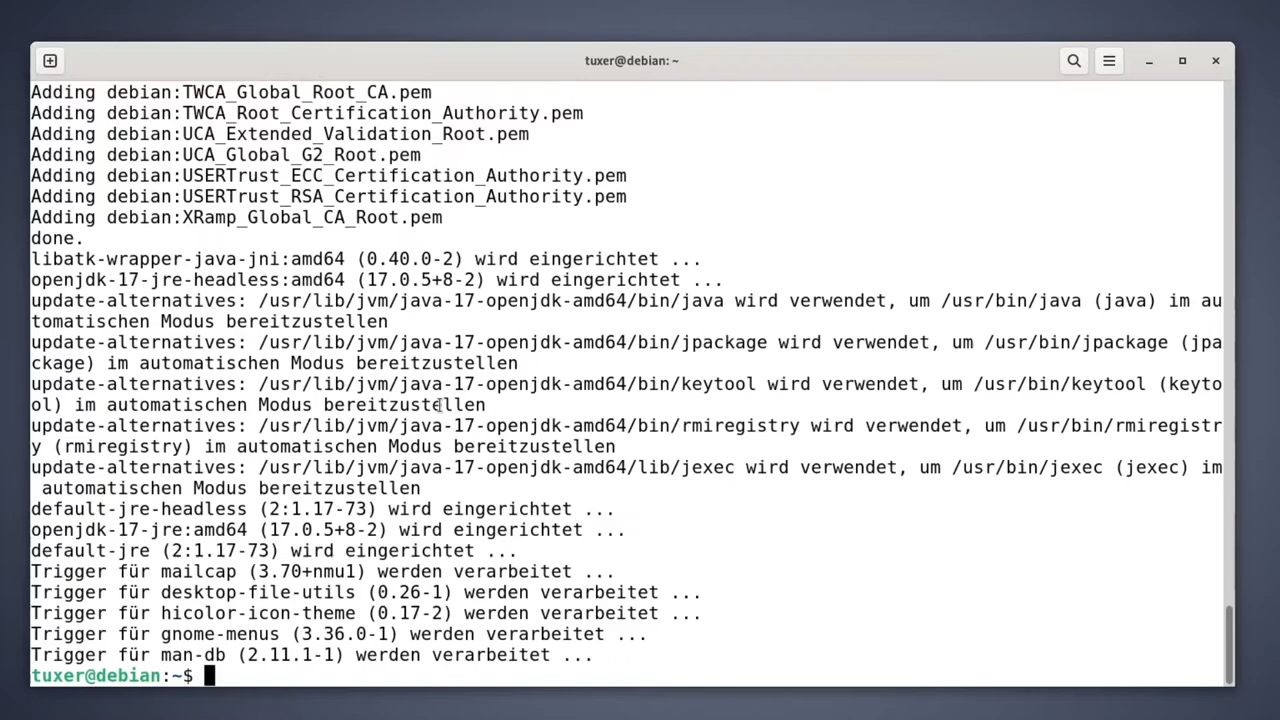 tuxer@debian: ~
Adding debian:TWCA_Global_Root_CA.pem
Adding debian:TWCA_Root_Certification_Authority.pem
Adding debian:UCA_Extended_Validation_Root.pem
Adding debian:UCA_Global_G2_Root.pem
Adding debian:USERTrust_ECC_Certification_Authority.pem
Adding debian:USERTrust_RSA_Certification_Authority.pem
Adding debian:XRamp_Global_CA_Root.pem
done.
libatk-wrapper-java-jni:amd64 (0.40.0-2) wird eingerichtet ...
openjdk-17-jre-headless:amd64 (17.0.5+8-2) wird eingerichtet ...
update-alternatives: /usr/lib/jvm/java-17-openjdk-amd64/bin/java wird verwendet, um /usr/bin/java (java) im au
tomatischen Modus bereitzustellen
update-alternatives: /usr/lib/jvm/java-17-openjdk-amd64/bin/jpackage wird verwendet, um /usr/bin/jpackage (jpa
ckage) im automatischen Modus bereitzustellen
update-alternatives: /usr/lib/jvm/java-17-openjdk-amd64/bin/keytool wird verwendet, um /usr/bin/keytool (keyto
ol) im automatischen Modus bereitzustellen
update-alternatives: /usr/lib/jvm/java-17-openjdk-amd64/bin/rmiregistry wird verwendet, um /usr/bin/rmiregistr
y (rmiregistry) im automatischen Modus bereitzustellen
update-alternatives: /usr/lib/jvm/java-17-openjdk-amd64/lib/jexec wird verwendet, um /usr/bin/jexec (jexec) im
 automatischen Modus bereitzustellen
default-jre-headless (2:1.17-73) wird eingerichtet ...
openjdk-17-jre:amd64 (17.0.5+8-2) wird eingerichtet ...
default-jre (2:1.17-73) wird eingerichtet ...
Trigger für mailcap (3.70+nmu1) werden verarbeitet ...
Trigger für desktop-file-utils (0.26-1) werden verarbeitet ...
Trigger für hicolor-icon-theme (0.17-2) werden verarbeitet ...
Trigger für gnome-menus (3.36.0-1) werden verarbeitet ...
Trigger für man-db (2.11.1-1) werden verarbeitet ...
tuxer@debian:~$